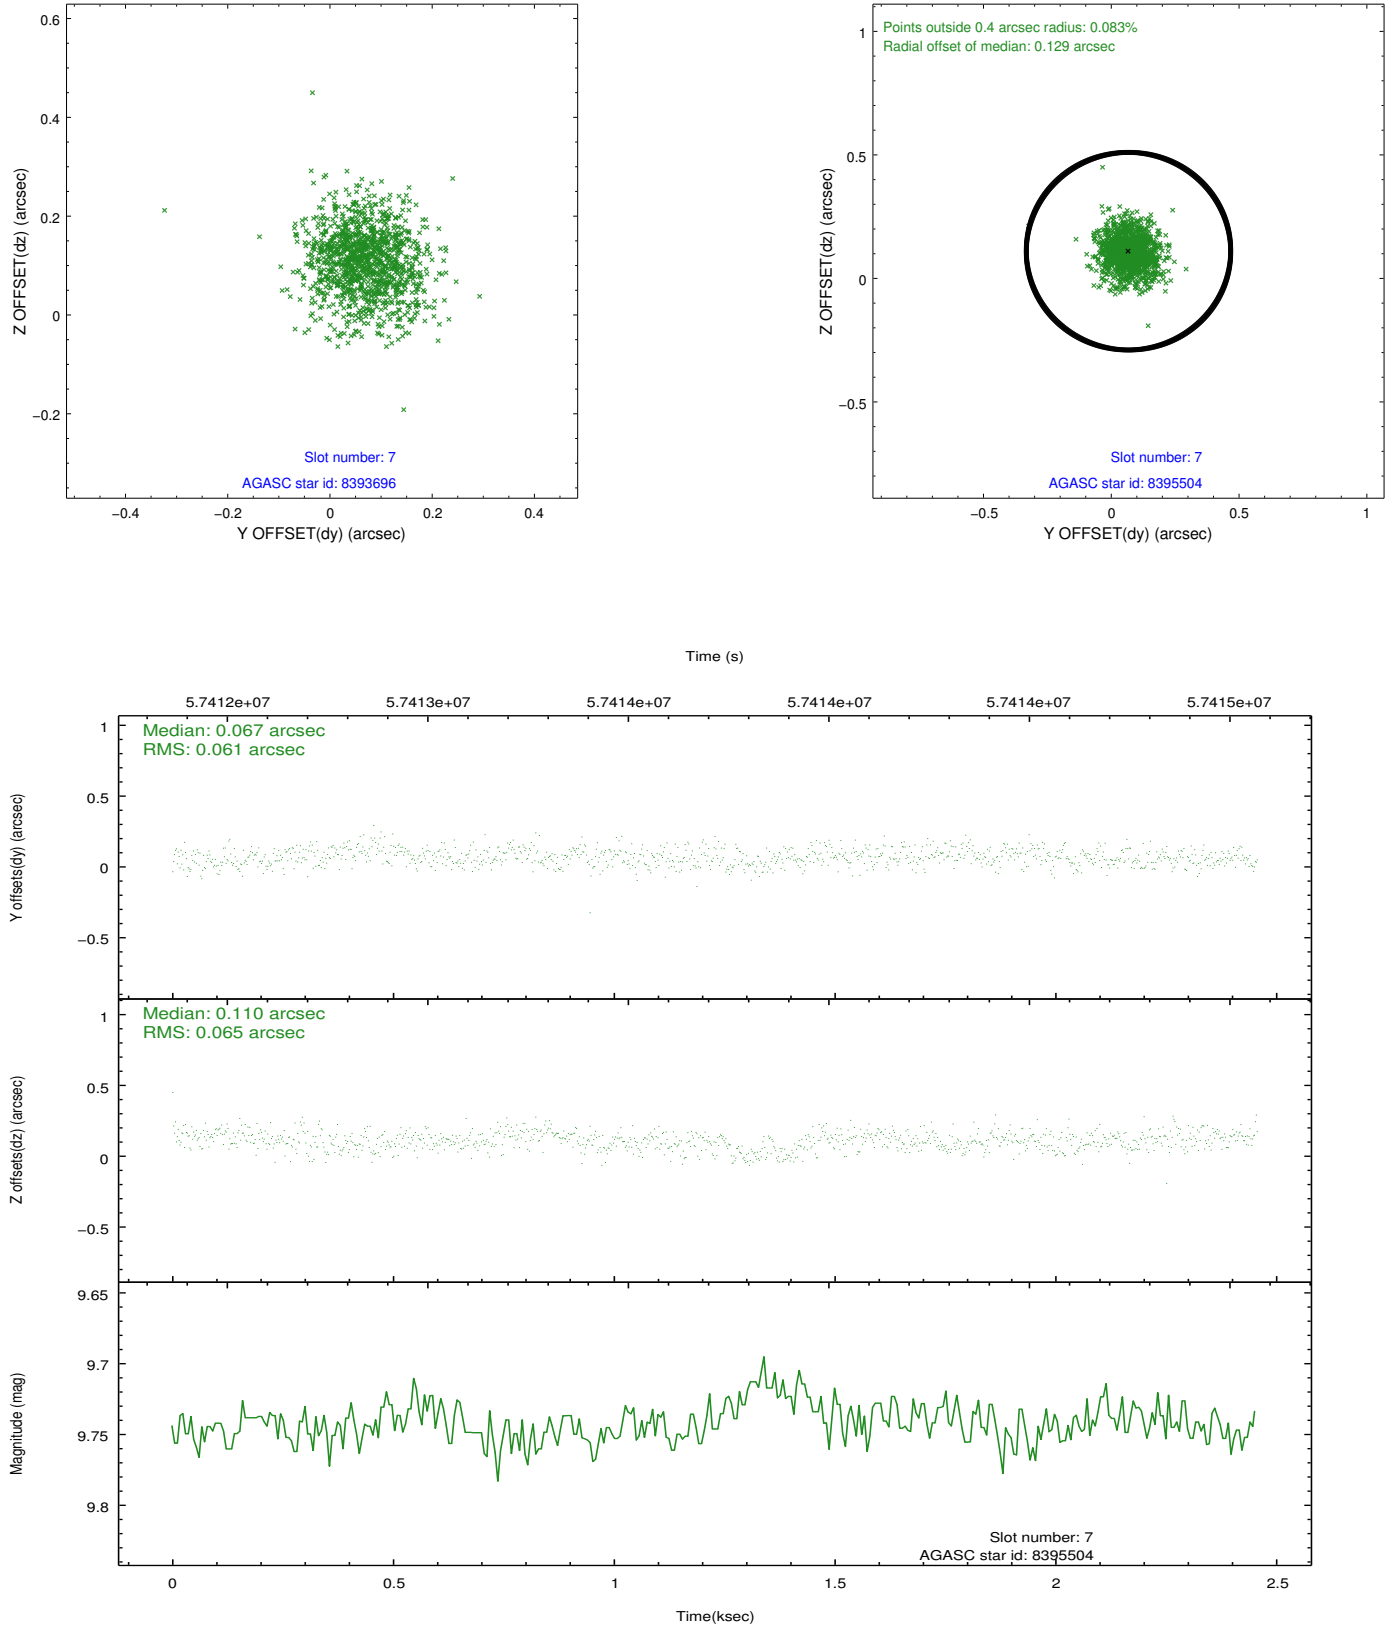 0.6
0.4
0.2
0
−0.2
Z OFFSET(dz) (arcsec)
−0.4
−0.2
0
0.2
0.4
Y OFFSET(dy) (arcsec)
Slot number: 7
AGASC star id: 8393696
Points outside 0.4 arcsec radius: 0.083%
Radial offset of median: 0.129 arcsec
1
0.5
0
−0.5
Z OFFSET(dz) (arcsec)
−0.5
0
0.5
1
Y OFFSET(dy) (arcsec)
Slot number: 7
AGASC star id: 8395504
Time (s)
5.7412e+07
5.7413e+07
5.7414e+07
5.7414e+07
5.7414e+07
5.7415e+07
Median: 0.067 arcsec
RMS: 0.061 arcsec
1
0.5
0
−0.5
Y offsets(dy) (arcsec)
Median: 0.110 arcsec
RMS: 0.065 arcsec
1
0.5
0
−0.5
Z offsets(dz) (arcsec)
9.65
9.7
9.75
9.8
Magnitude (mag)
Slot number: 7
AGASC star id: 8395504
0
0.5
1
1.5
2
2.5
Time(ksec)